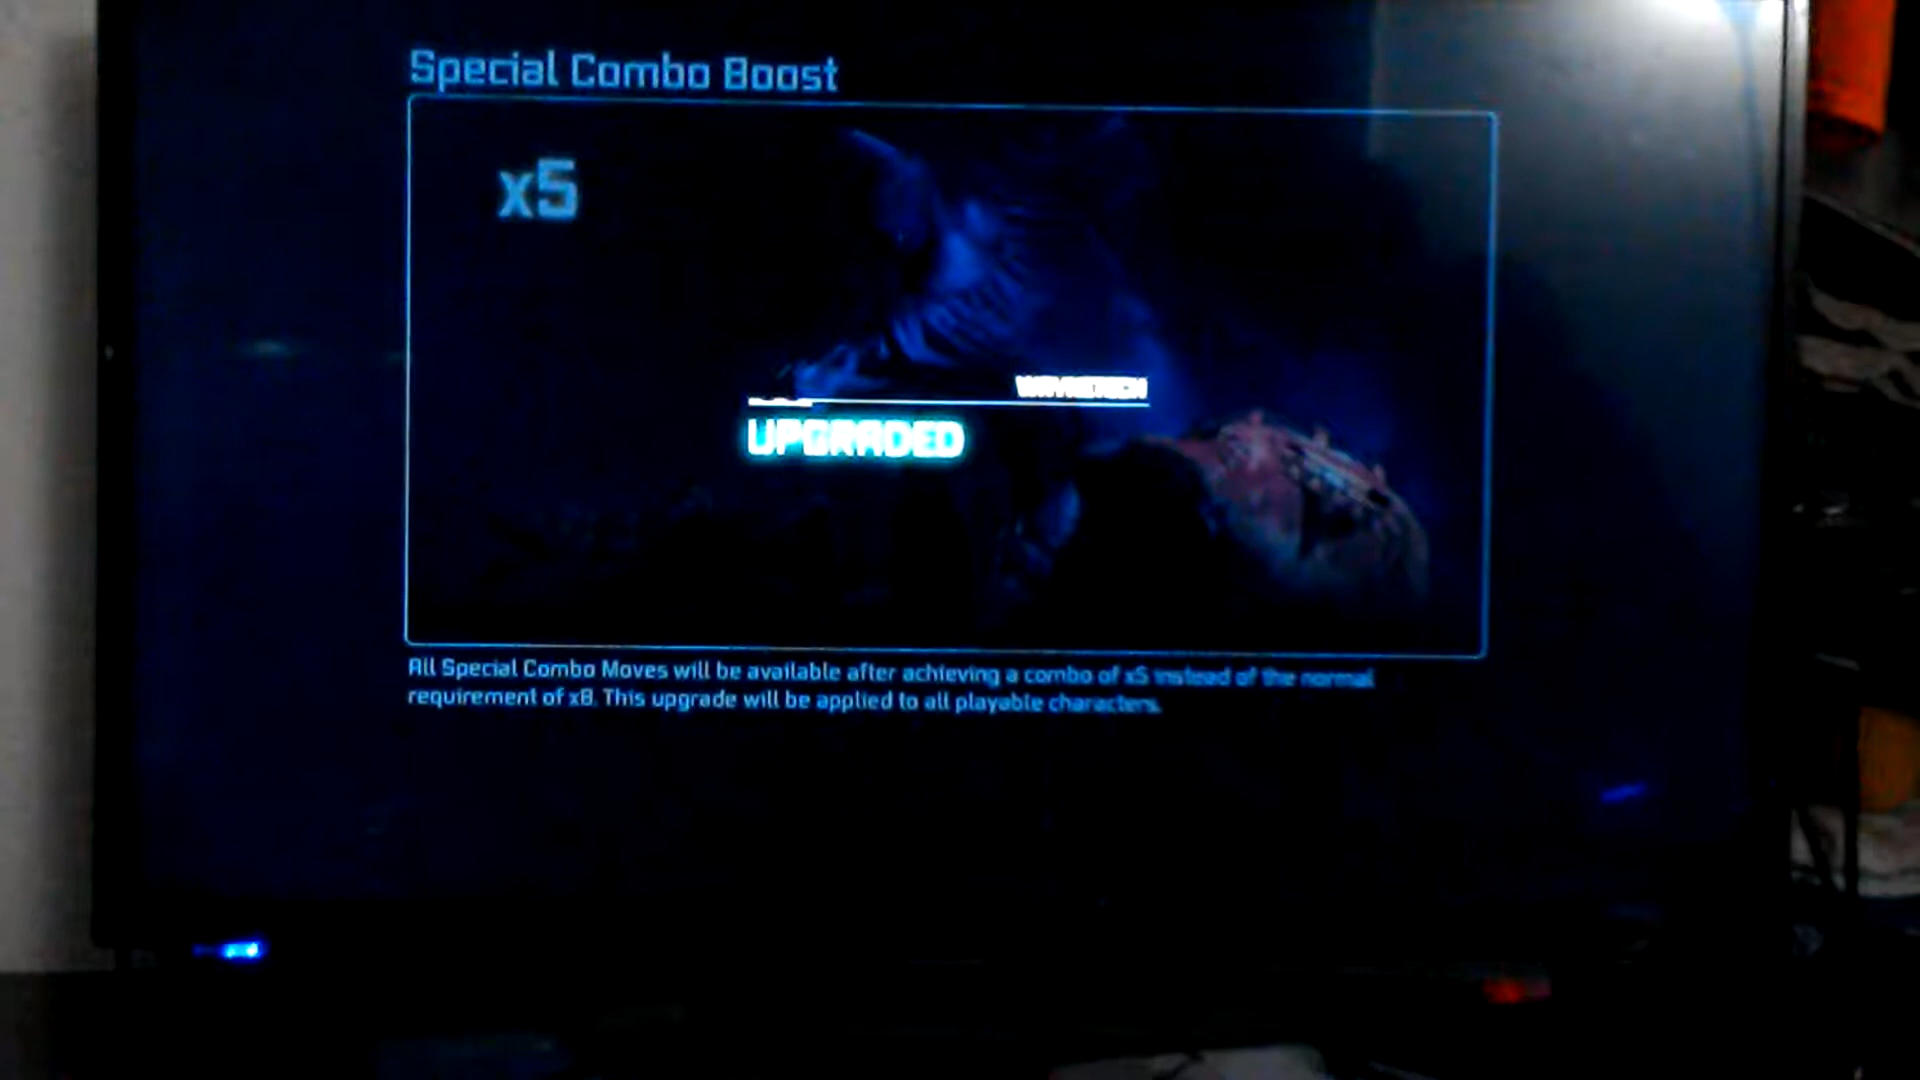 Special Combo Boost
x5
WAYNETECH
UPGRADED
All Special Combo Moves will be available after achieving a combo of x5 instead of the normal
requirement of x8. This upgrade will be applied to all playable characters.